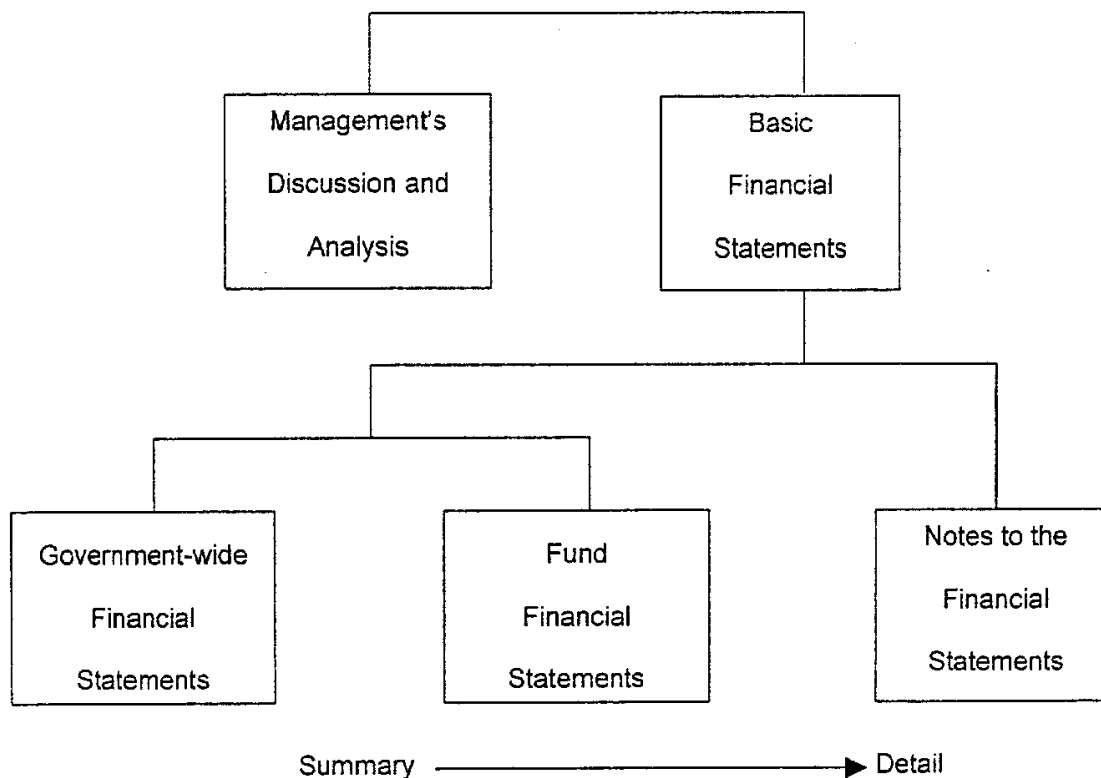 Management's
Discussion and
Analysis
Basic
Financial
Statements
Government-wide
Financial
Statements
Fund
Financial
Statements
Notes to the
Financial
Statements
Summary
Detail